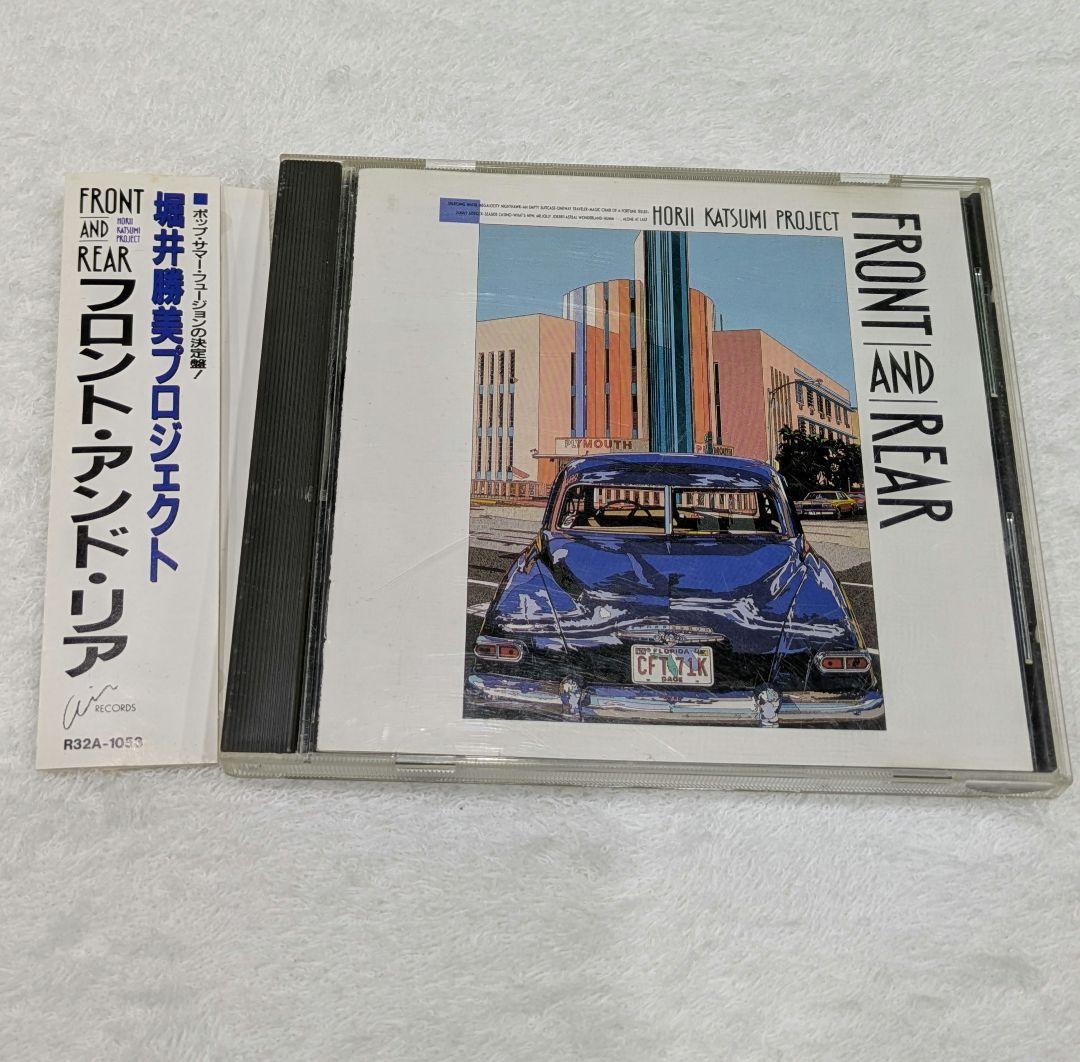 ■ポップ・サマー・フュージョンの決定盤!
堀井勝美プロジェクト
FRONT
AND
REAR
HORII
KATSUMI
PROJECT
フロント・アンド・リア
Air
RECORDS
R32A-1053
HORII KATSUMI PROJECT
FRONT AND REAR
PLYMOUTH
FLORIDA
CFT 71K
DADE